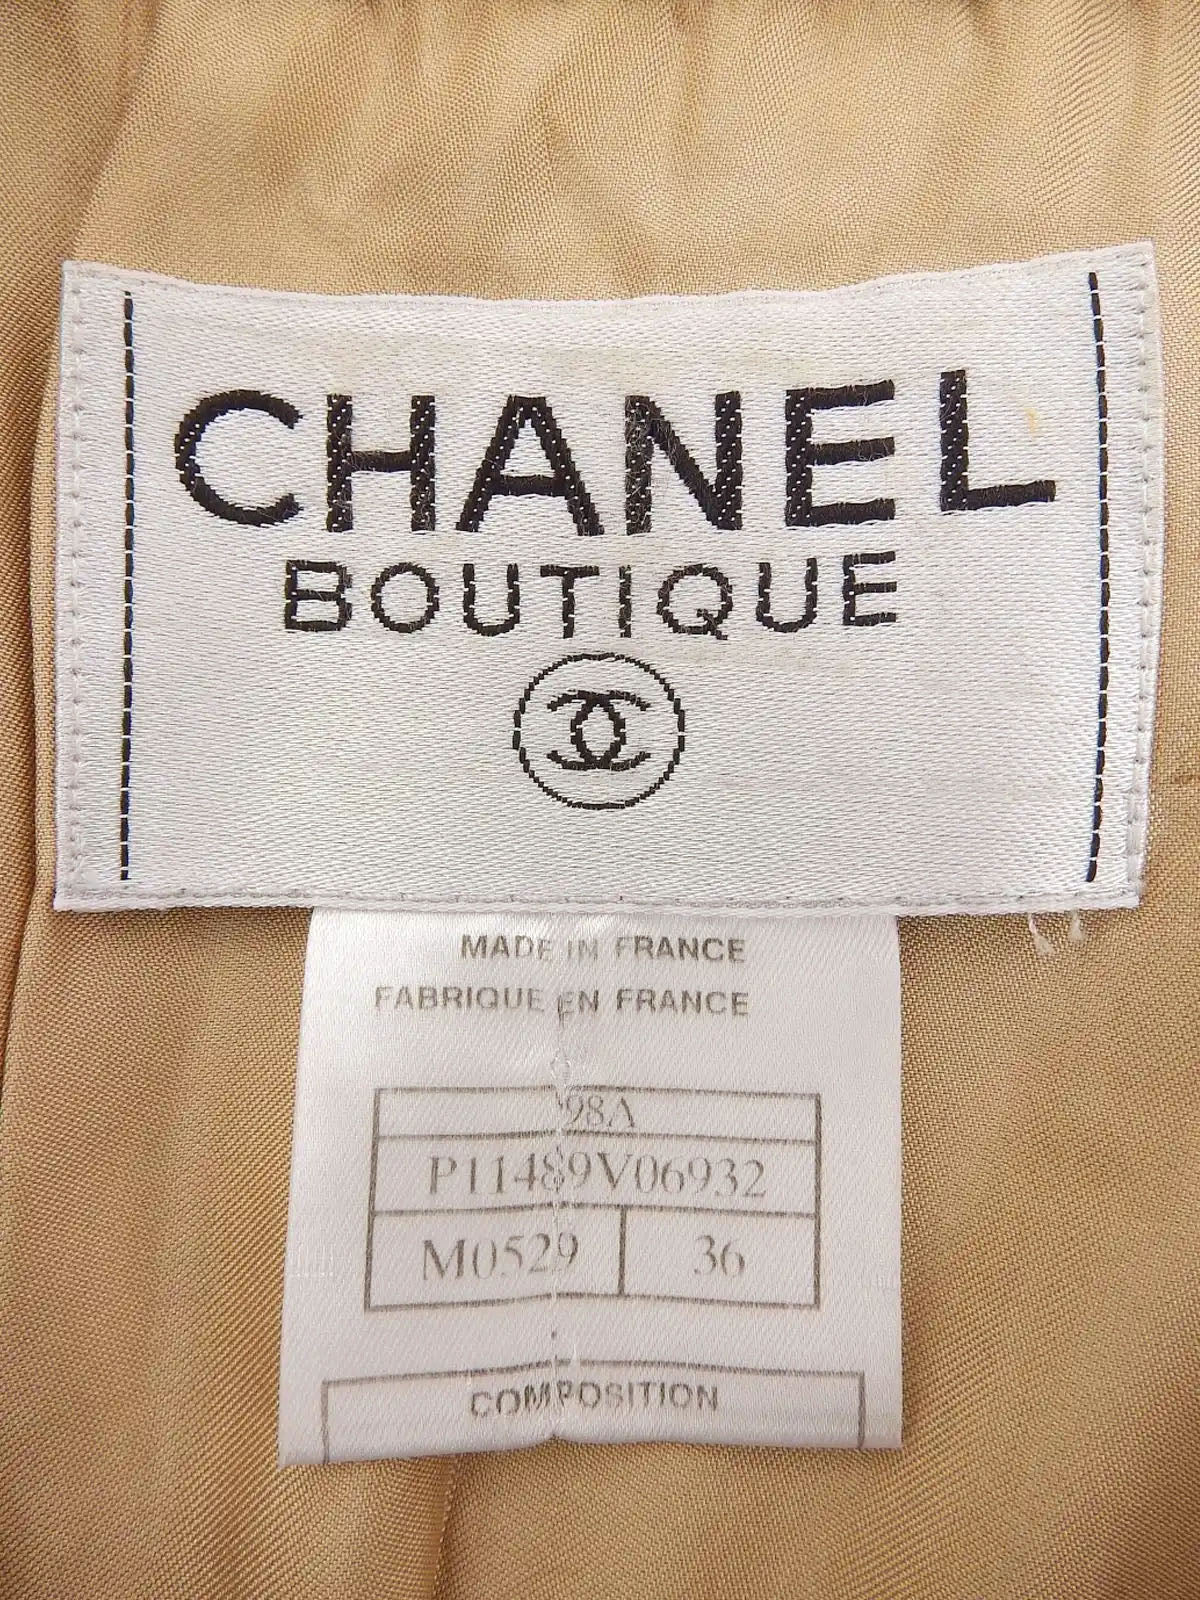 CHANEL
BOUTIQUE
MADE IN FRANCE
FABRIQUE EN FRANCE
98A
P11489V06932
M0529 36
COMPOSITION